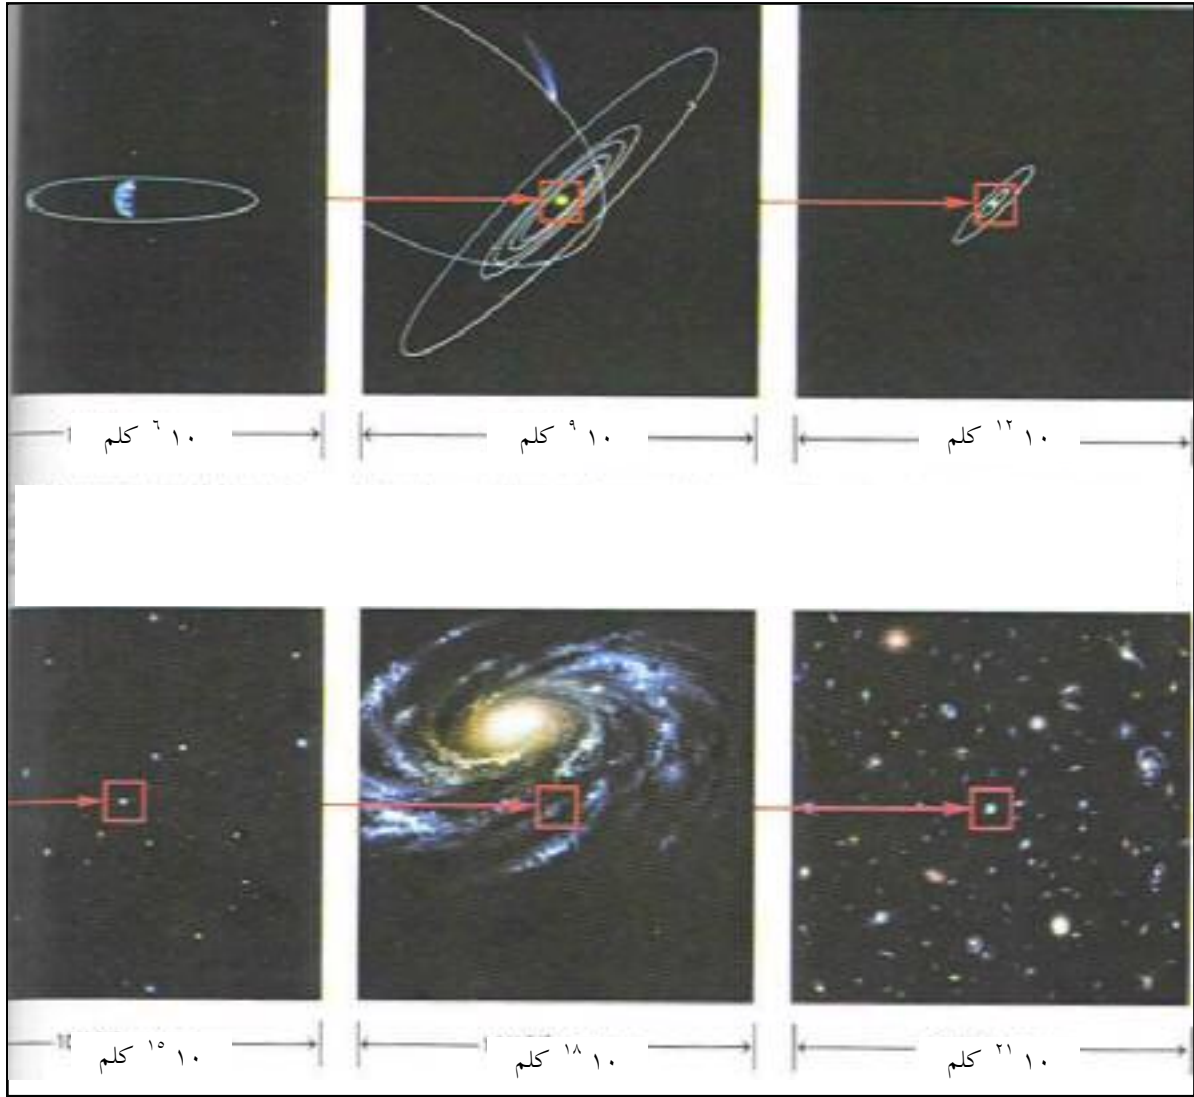 ١٠ ٦ كلم
١٠ ٩ كلم
١٠ ١٢ كلم
١٠ ١٥ كلم
١٠ ١٨ كلم
١٠ ٢١ كلم